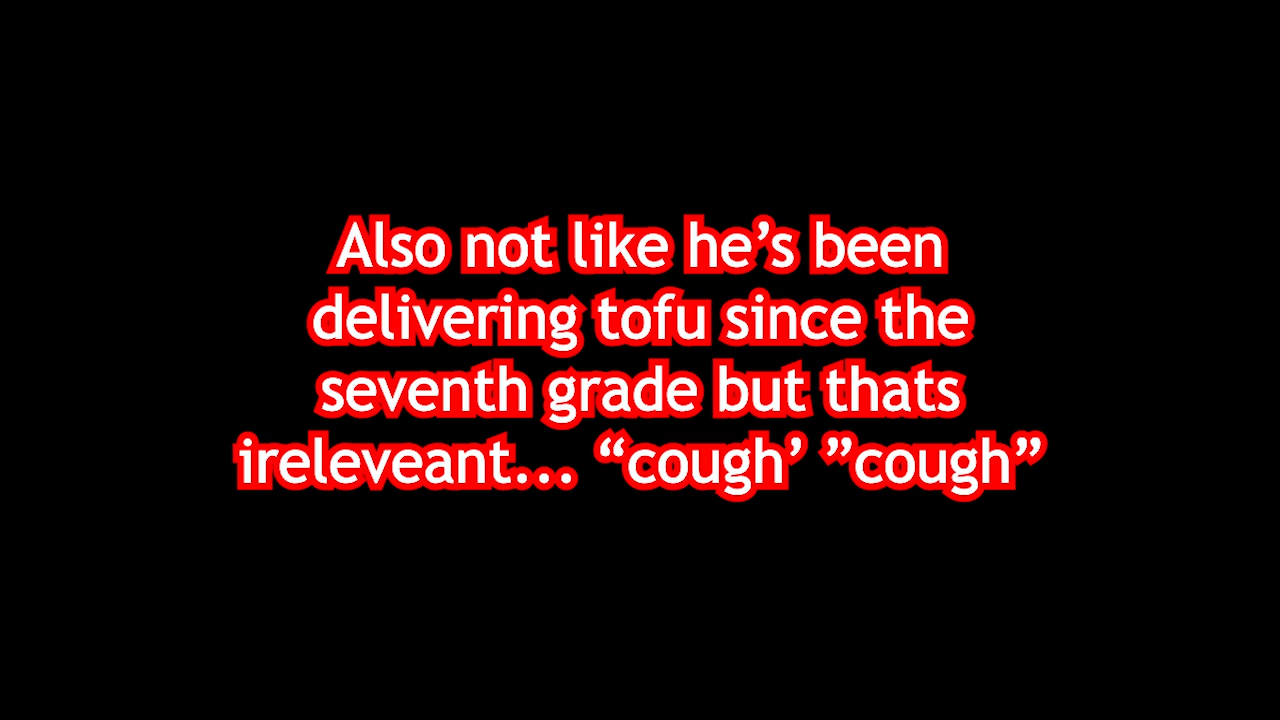 Also not like he’s been
delivering tofu since the
seventh grade but thats
ireleveant... “cough’ ”cough”